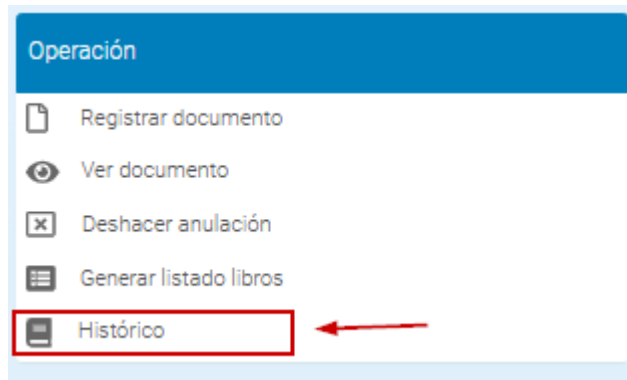 Operación
Registrar documento
Ver documento
Deshacer anulación
Generar listado libros
Histórico